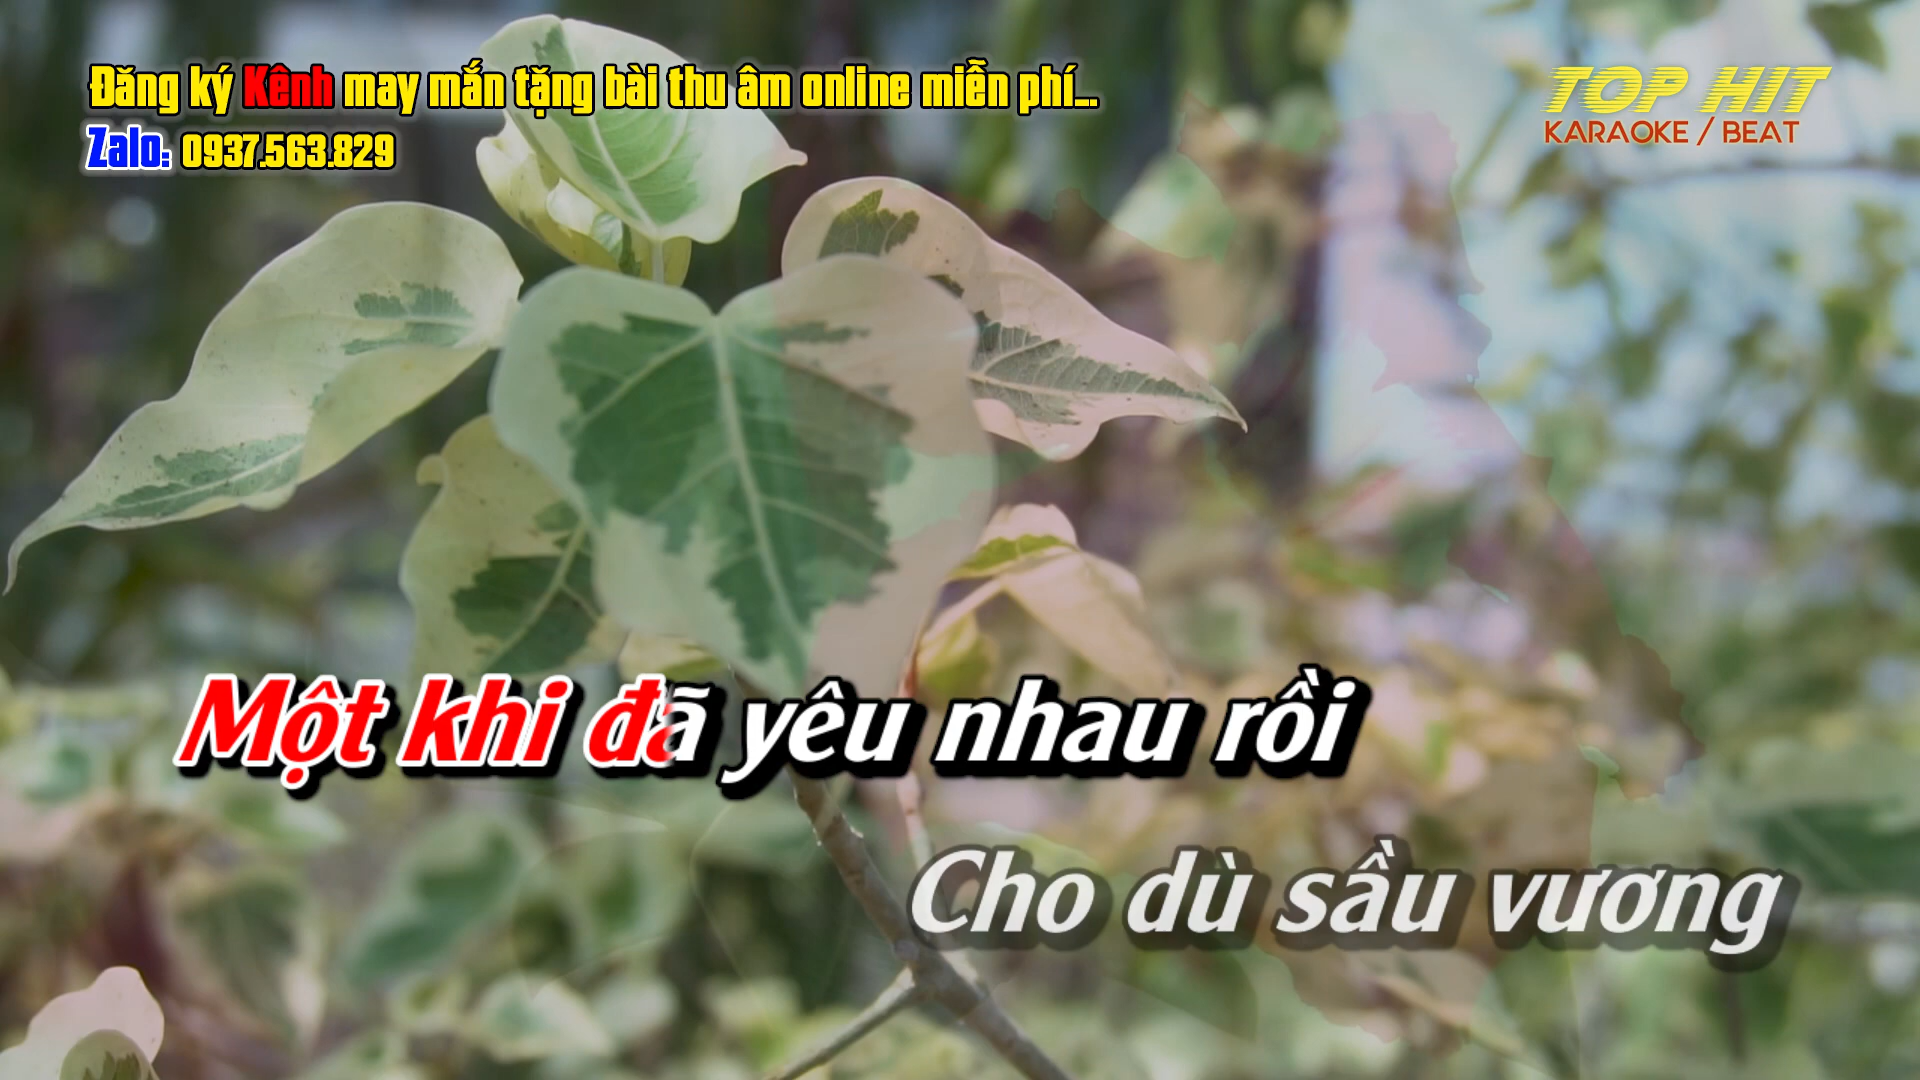 Đăng ký Kênh may mắn tặng bài thu âm online miễn phí...
Zalo: 0937.563.829
TOP HIT
KARAOKE / BEAT
Một khi đã yêu nhau rồi
Cho dù sầu vương